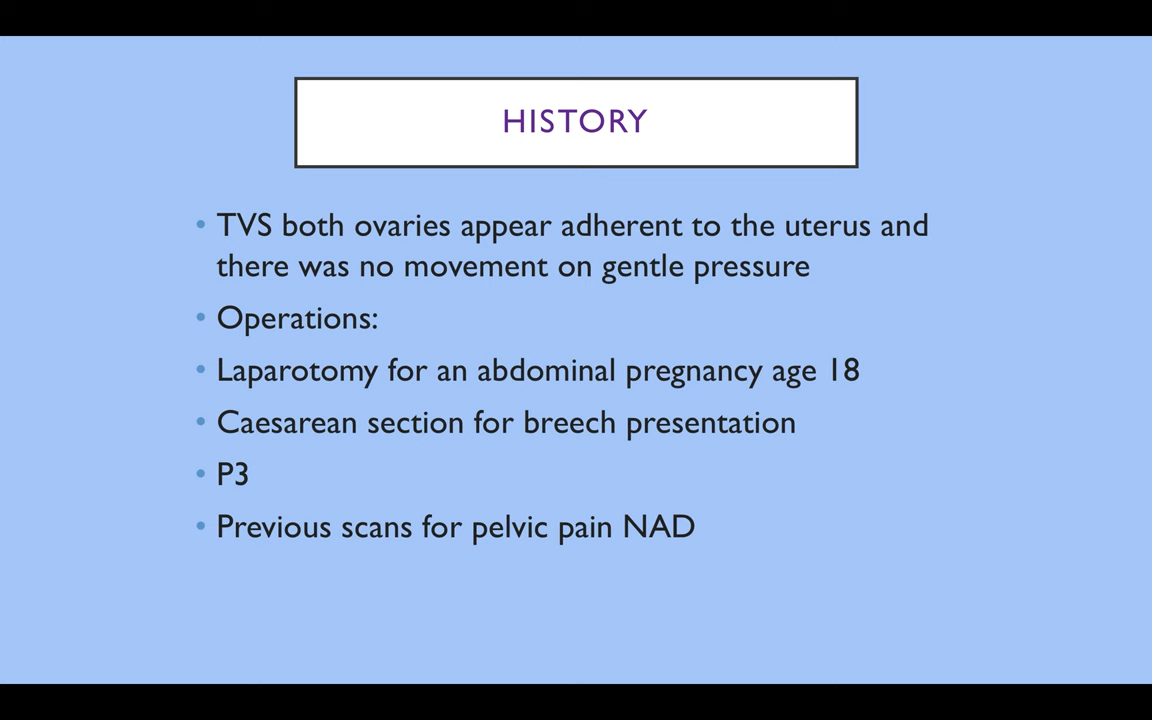 HISTORY
• TVS both ovaries appear adherent to the uterus and
there was no movement on gentle pressure
• Operations:
• Laparotomy for an abdominal pregnancy age 18
• Caesarean section for breech presentation
• P3
• Previous scans for pelvic pain NAD